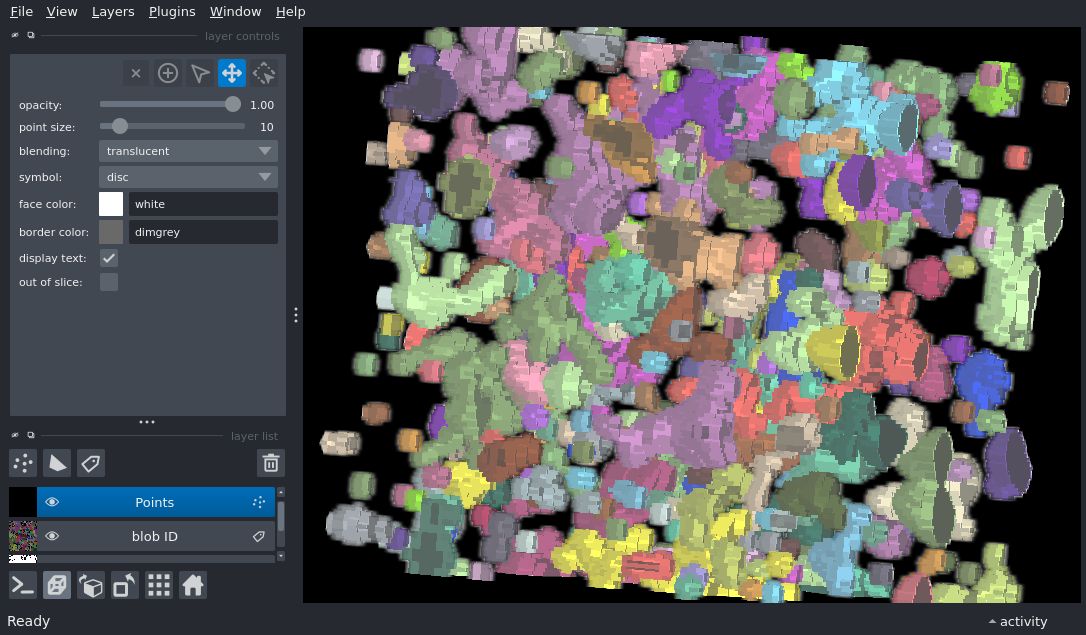 File View Layers Plugins Window Help
layer controls
opacity: 1.00
point size: 10
blending: translucent
symbol: disc
face color: white
border color: dimgrey
display text:
out of slice:
layer list
Points
blob ID
Ready
activity